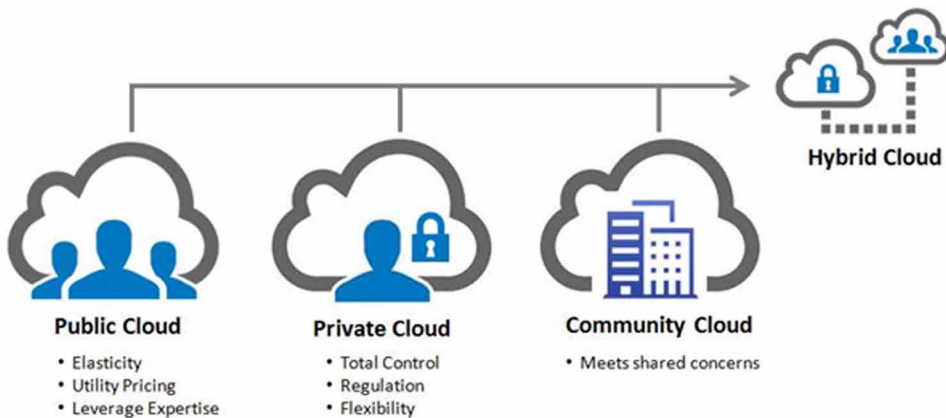 Hybrid Cloud
Public Cloud
• Elasticity
• Utility Pricing
• Leverage Expertise
Private Cloud
• Total Control
• Regulation
• Flexibility
Community Cloud
• Meets shared concerns